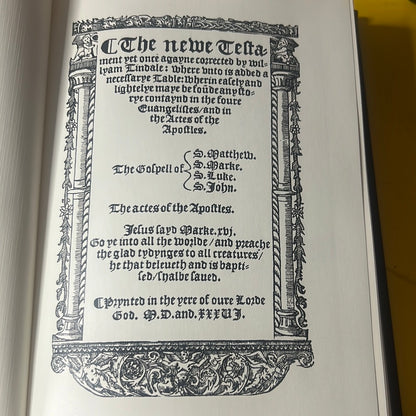 ¶The newe Testa-
ment yet once agayne corrected by wil-
lyam Tindale: where vnto is added a
necessarye Table: wherin easely and
lightelye maye be foūde any sto-
rye contaynd in the foure
Euangelistes/and in
the Actes of the
Apostles.
The Gospell of
S. Matthew.
S. Marke.
S. Luke.
S. John.
The actes of the Apostles.
Jesus sayd Marke.xvj.
Go ye into all the worlde/and preache
the glad tydynges to all creatures/
he that beleueth and is bapti-
sed/shalbe saued.
¶Prynted in the yere of oure Lorde
God. M.D.and.XXXVJ.